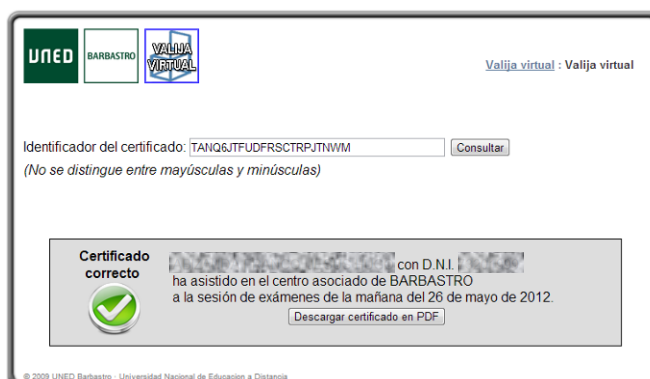 UNED
BARBASTRO
VALIJA
VIRTUAL
Valija virtual : Valija virtual
Identificador del certificado: TANQ6JTFUDFRSCTRPJTNWM Consultar
(No se distingue entre mayúsculas y minúsculas)
Certificado
correcto
con D.N.I.
ha asistido en el centro asociado de BARBASTRO
a la sesión de exámenes de la mañana del 26 de mayo de 2012.
Descargar certificado en PDF
© 2009 UNED Barbastro - Universidad Nacional de Educacion a Distancia